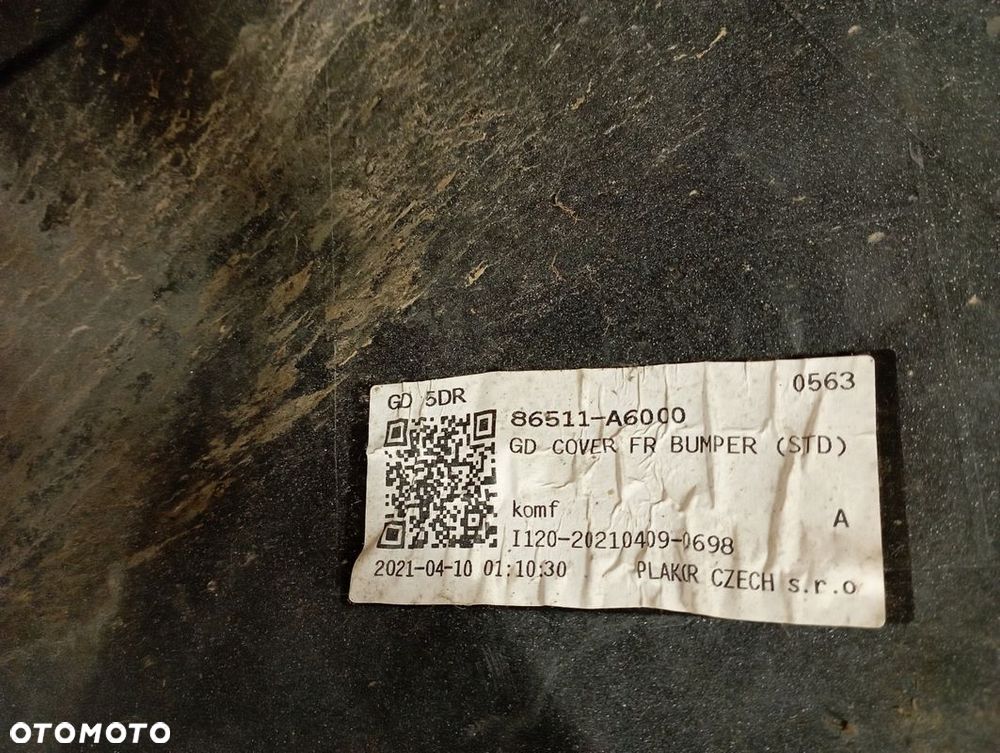 GD 5DR
0563
86511-A6000
GD COVER FR BUMPER (STD)
komf
A
I120-20210409-0698
2021-04-10 01:10:30
PLAKOR CZECH s.r.o
OTOMOTO